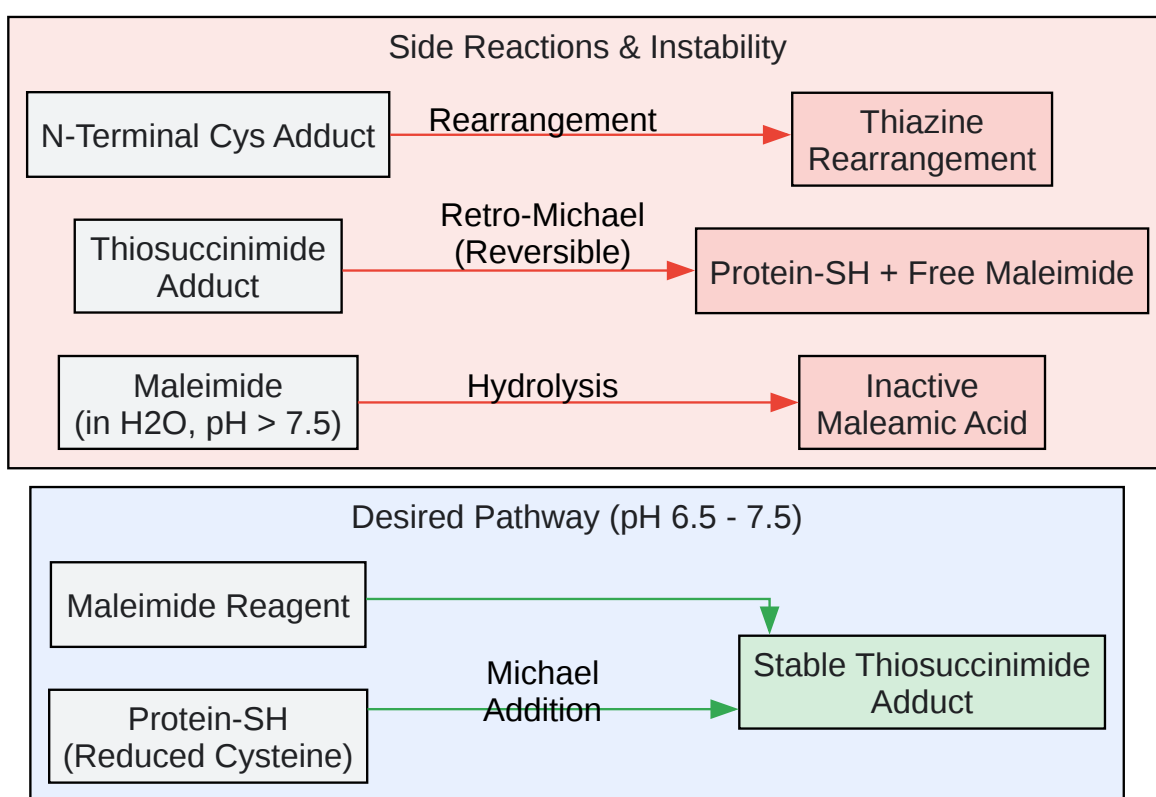 Side Reactions & Instability
N-Terminal Cys Adduct
Rearrangement
Thiazine
Rearrangement
Thiosuccinimide
Adduct
Retro-Michael
(Reversible)
Protein-SH + Free Maleimide
Maleimide
(in H2O, pH > 7.5)
Hydrolysis
Inactive
Maleamic Acid
Desired Pathway (pH 6.5 - 7.5)
Maleimide Reagent
Protein-SH
(Reduced Cysteine)
Michael
Addition
Stable Thiosuccinimide
Adduct